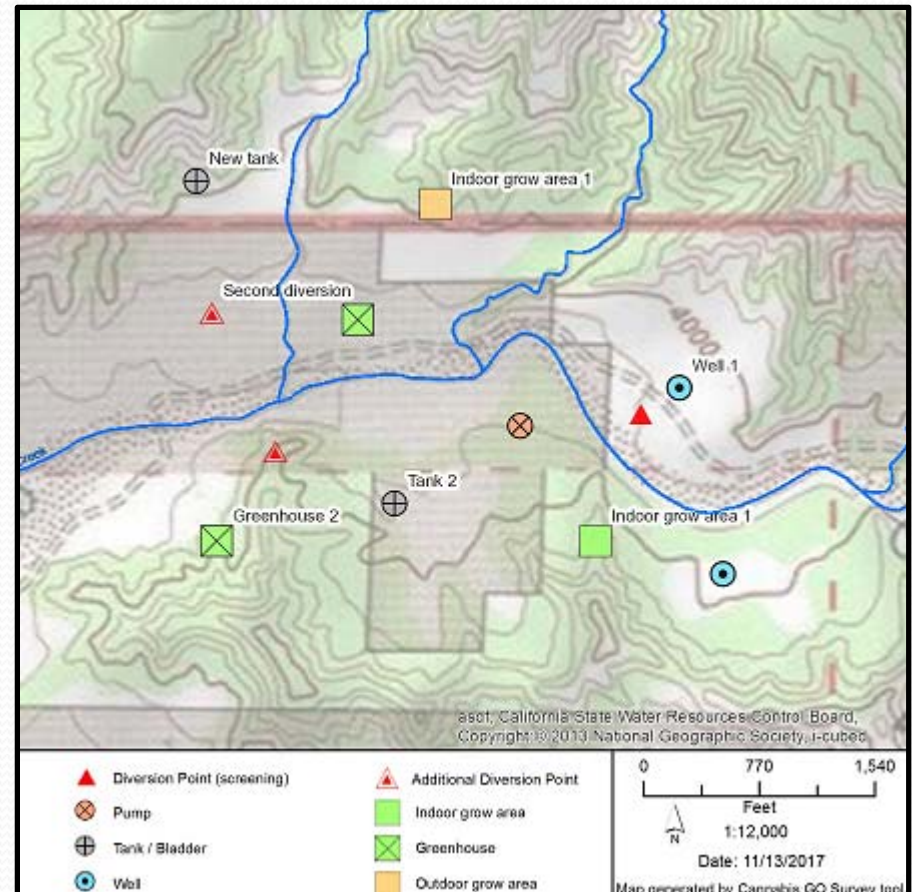 New tank
Indoor grow area 1
Second diversion
4000
Well 1
Tank 2
Greenhouse 2
Indoor grow area 1
California State Water Resources Control Board,
Copyright:© 2013 National Geographic Society, i-cubed
Diversion Point (screening)
Additional Diversion Point
Pump
Indoor grow area
Tank / Bladder
Greenhouse
Well
Outdoor grow area
0 770 1,540
Feet
N
1:12,000
Date: 11/13/2017
Map generated by Cannabis GO Survey tool